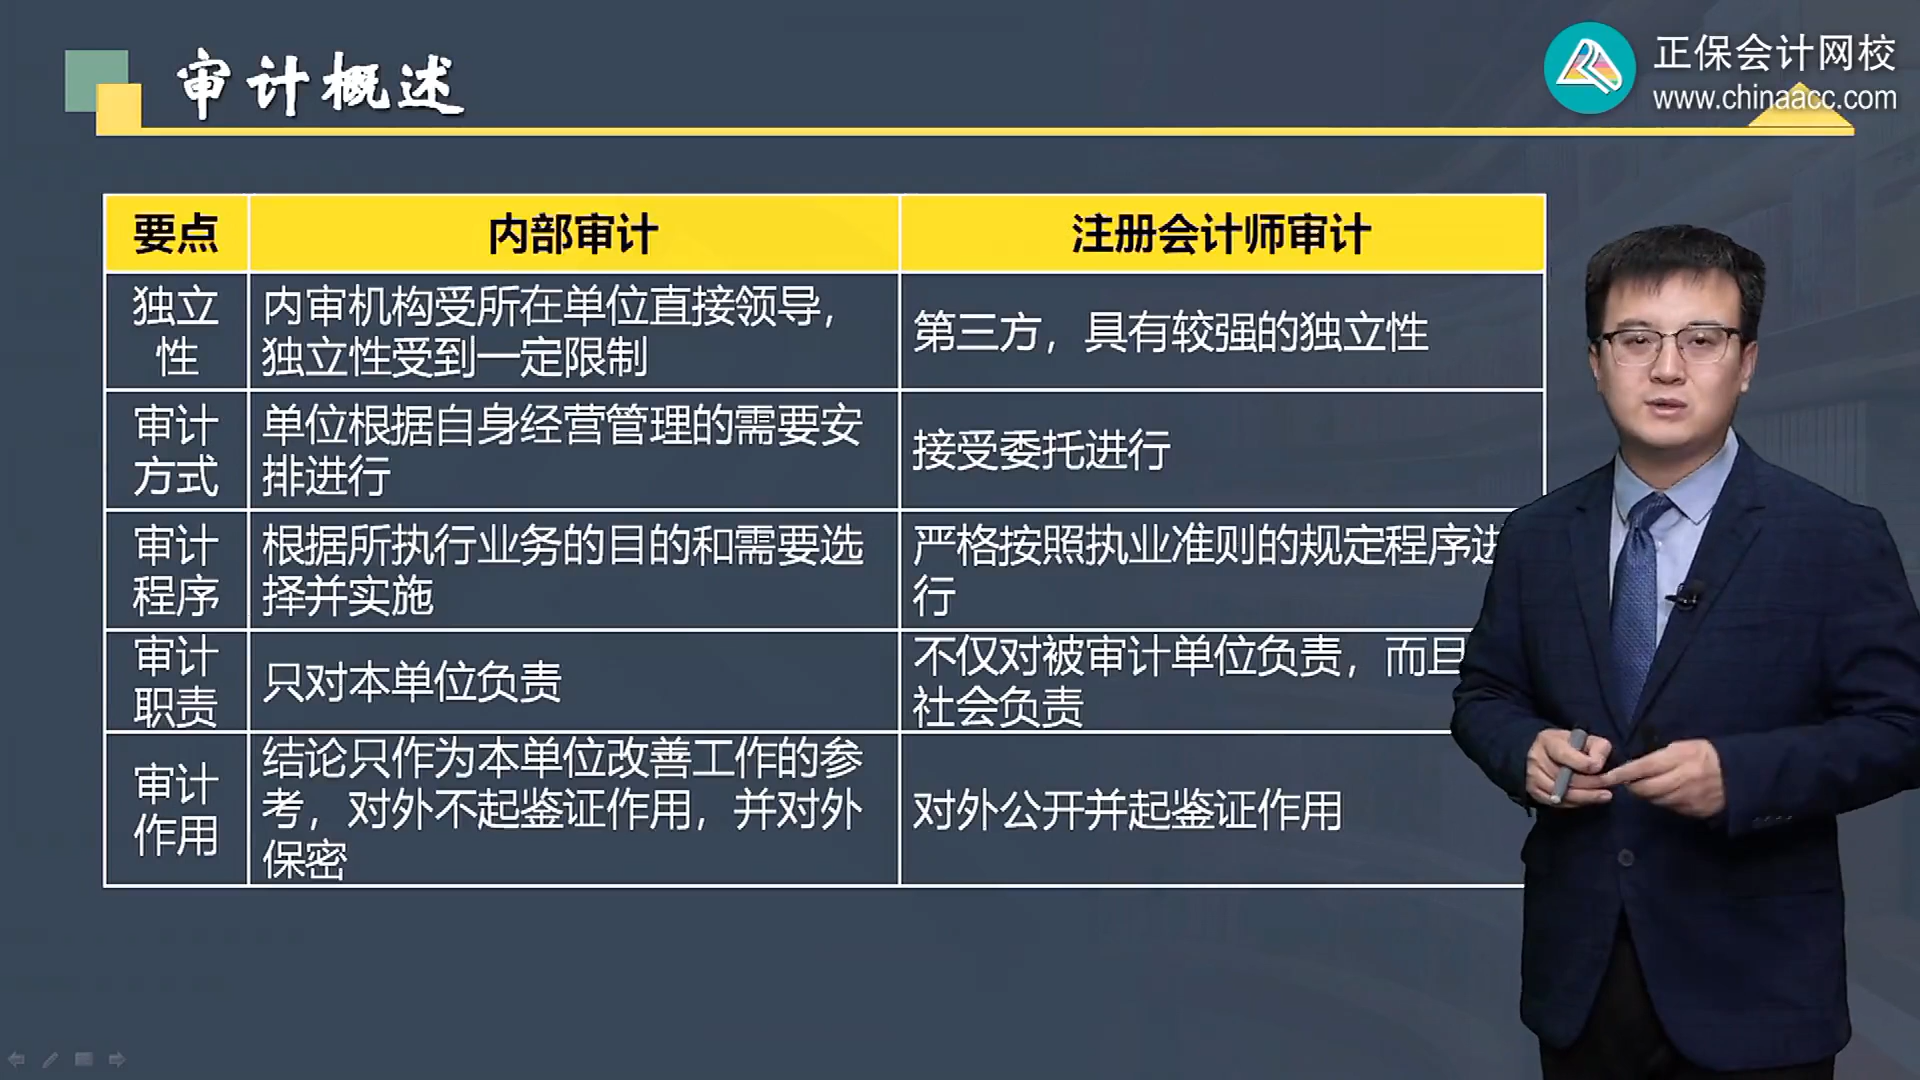 审计概述
正保会计网校
www.chinaacc.com
要点
内部审计
注册会计师审计
独立
性
内审机构受所在单位直接领导，
独立性受到一定限制
第三方，具有较强的独立性
审计
方式
单位根据自身经营管理的需要安
排进行
接受委托进行
审计
程序
根据所执行业务的目的和需要选
择并实施
严格按照执业准则的规定程序进
行
审计
职责
只对本单位负责
不仅对被审计单位负责，而且
社会负责
审计
作用
结论只作为本单位改善工作的参
考，对外不起鉴证作用，并对外
保密
对外公开并起鉴证作用